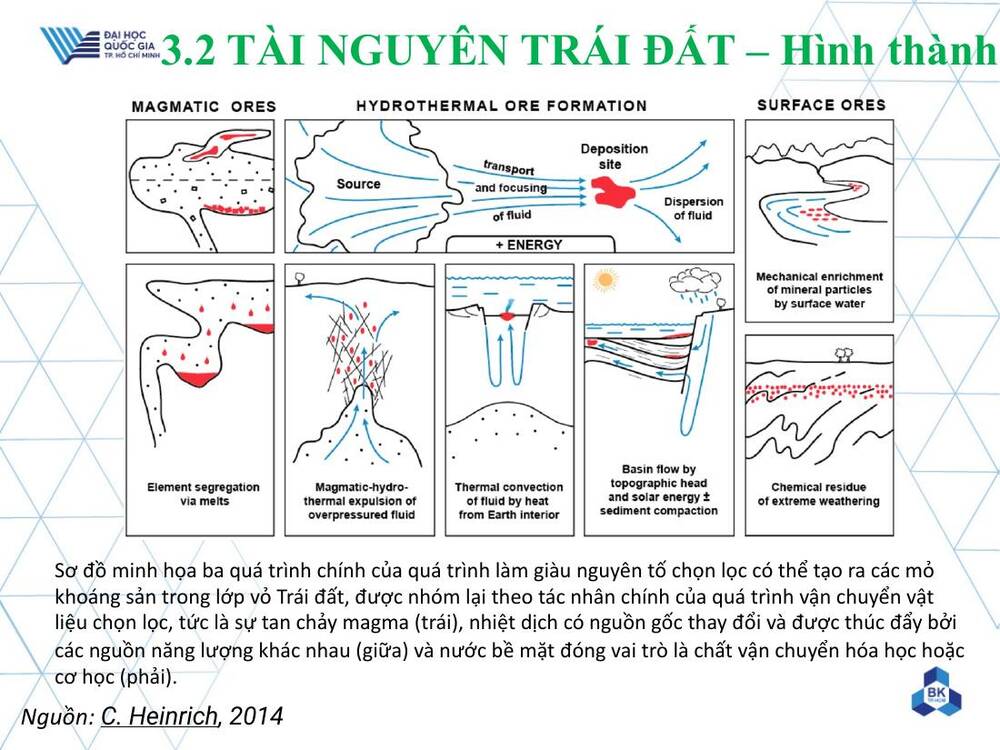 ĐẠI HỌC
QUỐC GIA
TP. HỒ CHÍ MINH
3.2 TÀI NGUYÊN TRÁI ĐẤT – Hình thành
MAGMATIC ORES
HYDROTHERMAL ORE FORMATION
SURFACE ORES
Source
transport
and focusing
of fluid
Deposition
site
Dispersion
of fluid
+ ENERGY
Mechanical enrichment
of mineral particles
by surface water
Element segregation
via melts
Magmatic-hydro-
thermal expulsion of
overpressured fluid
Thermal convection
of fluid by heat
from Earth interior
Basin flow by
topographic head
and solar energy ±
sediment compaction
Chemical residue
of extreme weathering
Sơ đồ minh họa ba quá trình chính của quá trình làm giàu nguyên tố chọn lọc có thể tạo ra các mỏ
khoáng sản trong lớp vỏ Trái đất, được nhóm lại theo tác nhân chính của quá trình vận chuyển vật
liệu chọn lọc, tức là sự tan chảy magma (trái), nhiệt dịch có nguồn gốc thay đổi và được thúc đẩy bởi
các nguồn năng lượng khác nhau (giữa) và nước bề mặt đóng vai trò là chất vận chuyển hóa học hoặc
cơ học (phải).
Nguồn: C. Heinrich, 2014
BK
TP.HCM